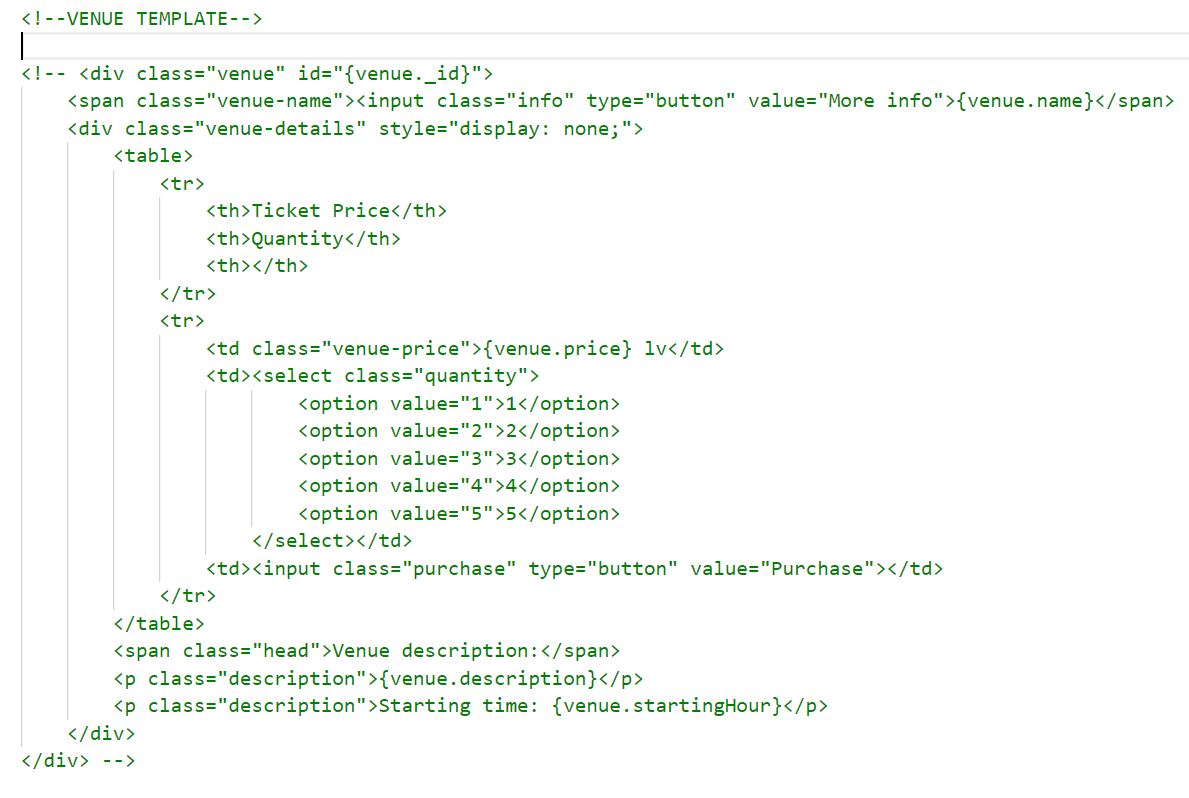 <!--VENUE TEMPLATE-->
<!-- <div class="venue" id="{venue._id}">
<span class="venue-name"><input class="info" type="button" value="More info">{venue.name}</span>
<div class="venue-details" style="display: none;">
<table>
<tr>
<th>Ticket Price</th>
<th>Quantity</th>
<th></th>
</tr>
<tr>
<td class="venue-price">{venue.price} lv</td>
<td><select class="quantity">
<option value="1">1</option>
<option value="2">2</option>
<option value="3">3</option>
<option value="4">4</option>
<option value="5">5</option>
</select></td>
<td><input class="purchase" type="button" value="Purchase"></td>
</tr>
</table>
<span class="head">Venue description:</span>
<p class="description">{venue.description}</p>
<p class="description">Starting time: {venue.startingHour}</p>
</div>
</div> -->